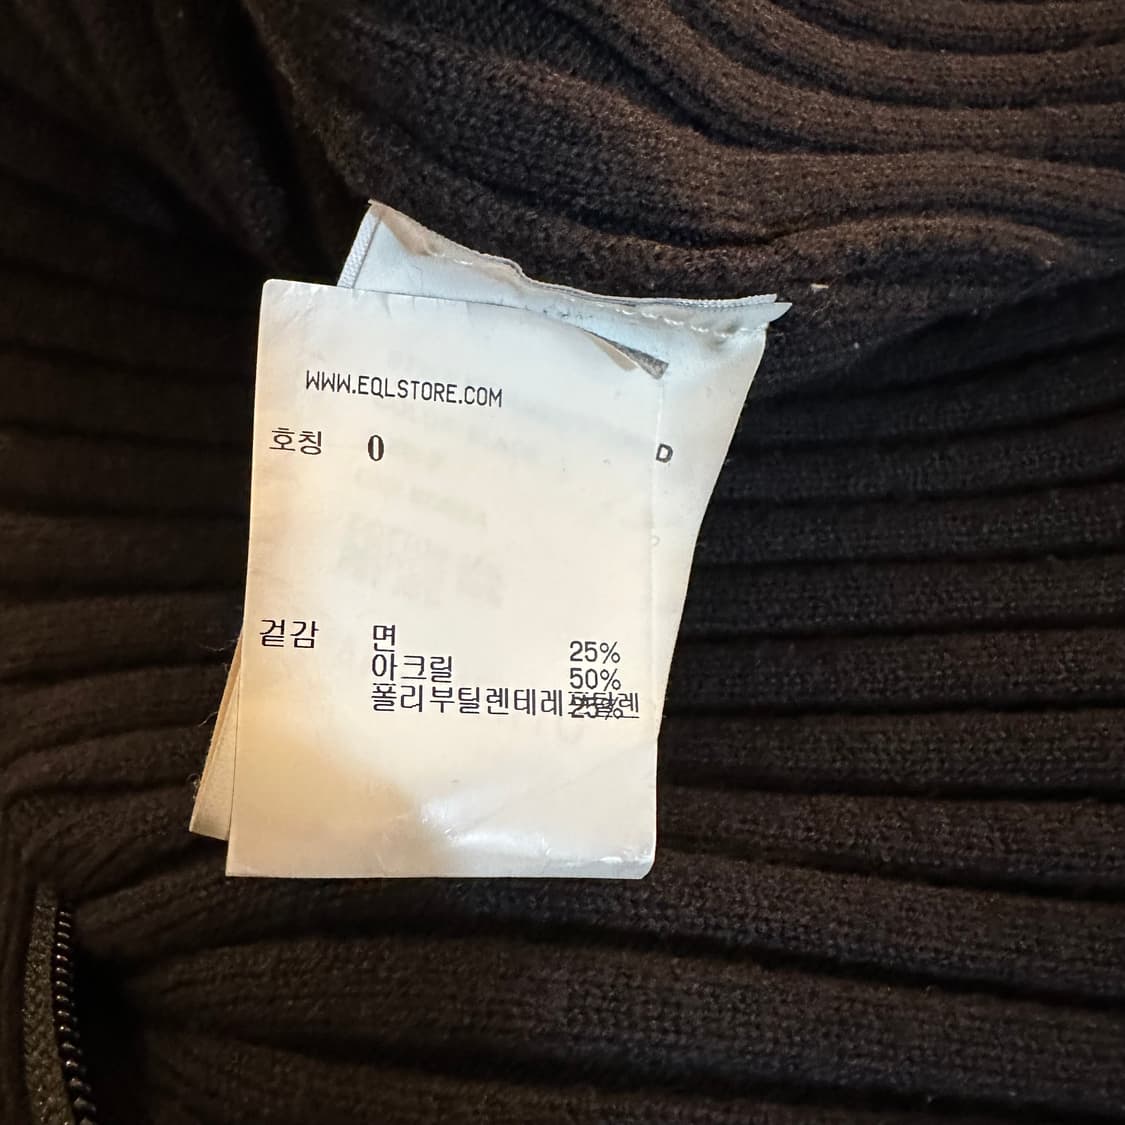 WWW.EQLSTORE.COM
호칭 0
D
겉감 면 25%
아크릴 50%
폴리부틸렌테레프탈렌 25%